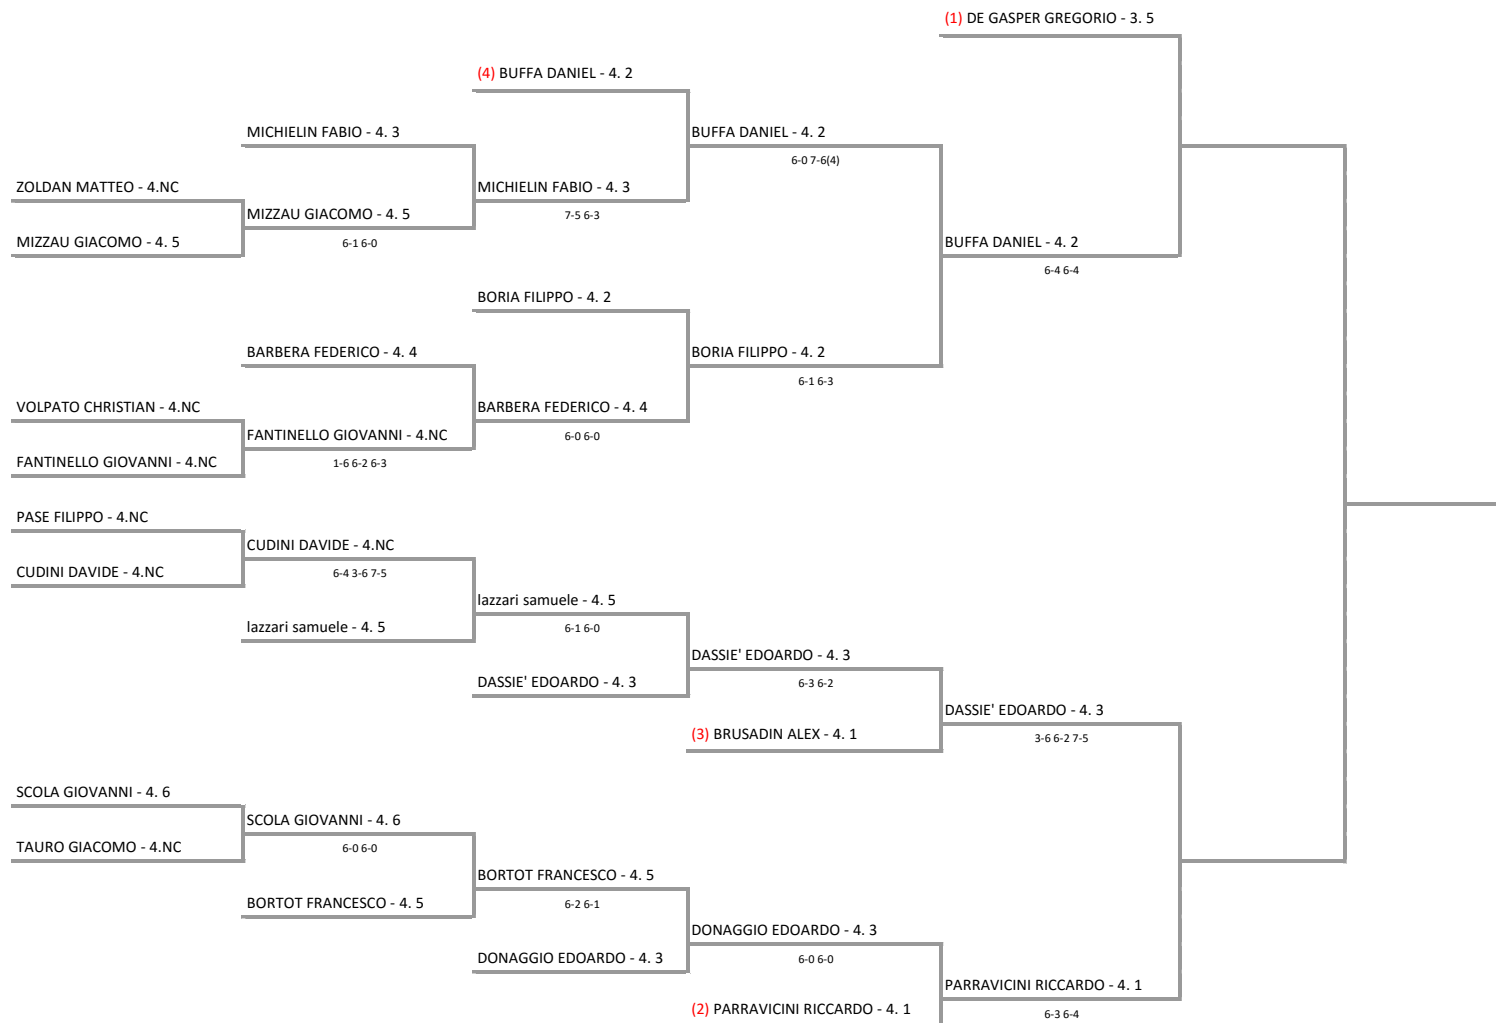 (1) DE GASPER GREGORIO - 3. 5
(4) BUFFA DANIEL - 4. 2
MICHIELIN FABIO - 4. 3
BUFFA DANIEL - 4. 2
6-0 7-6(4)
ZOLDAN MATTEO - 4.NC
MICHIELIN FABIO - 4. 3
MIZZAU GIACOMO - 4. 5
7-5 6-3
MIZZAU GIACOMO - 4. 5
6-1 6-0
BUFFA DANIEL - 4. 2
6-4 6-4
BORIA FILIPPO - 4. 2
BARBERA FEDERICO - 4. 4
BORIA FILIPPO - 4. 2
6-1 6-3
VOLPATO CHRISTIAN - 4.NC
BARBERA FEDERICO - 4. 4
FANTINELLO GIOVANNI - 4.NC
6-0 6-0
FANTINELLO GIOVANNI - 4.NC
1-6 6-2 6-3
PASE FILIPPO - 4.NC
CUDINI DAVIDE - 4.NC
CUDINI DAVIDE - 4.NC
6-4 3-6 7-5
lazzari samuele - 4. 5
lazzari samuele - 4. 5
6-1 6-0
DASSIE' EDOARDO - 4. 3
DASSIE' EDOARDO - 4. 3
6-3 6-2
DASSIE' EDOARDO - 4. 3
(3) BRUSADIN ALEX - 4. 1
3-6 6-2 7-5
SCOLA GIOVANNI - 4. 6
SCOLA GIOVANNI - 4. 6
TAURO GIACOMO - 4.NC
6-0 6-0
BORTOT FRANCESCO - 4. 5
BORTOT FRANCESCO - 4. 5
6-2 6-1
DONAGGIO EDOARDO - 4. 3
DONAGGIO EDOARDO - 4. 3
6-0 6-0
PARRAVICINI RICCARDO - 4. 1
(2) PARRAVICINI RICCARDO - 4. 1
6-3 6-4